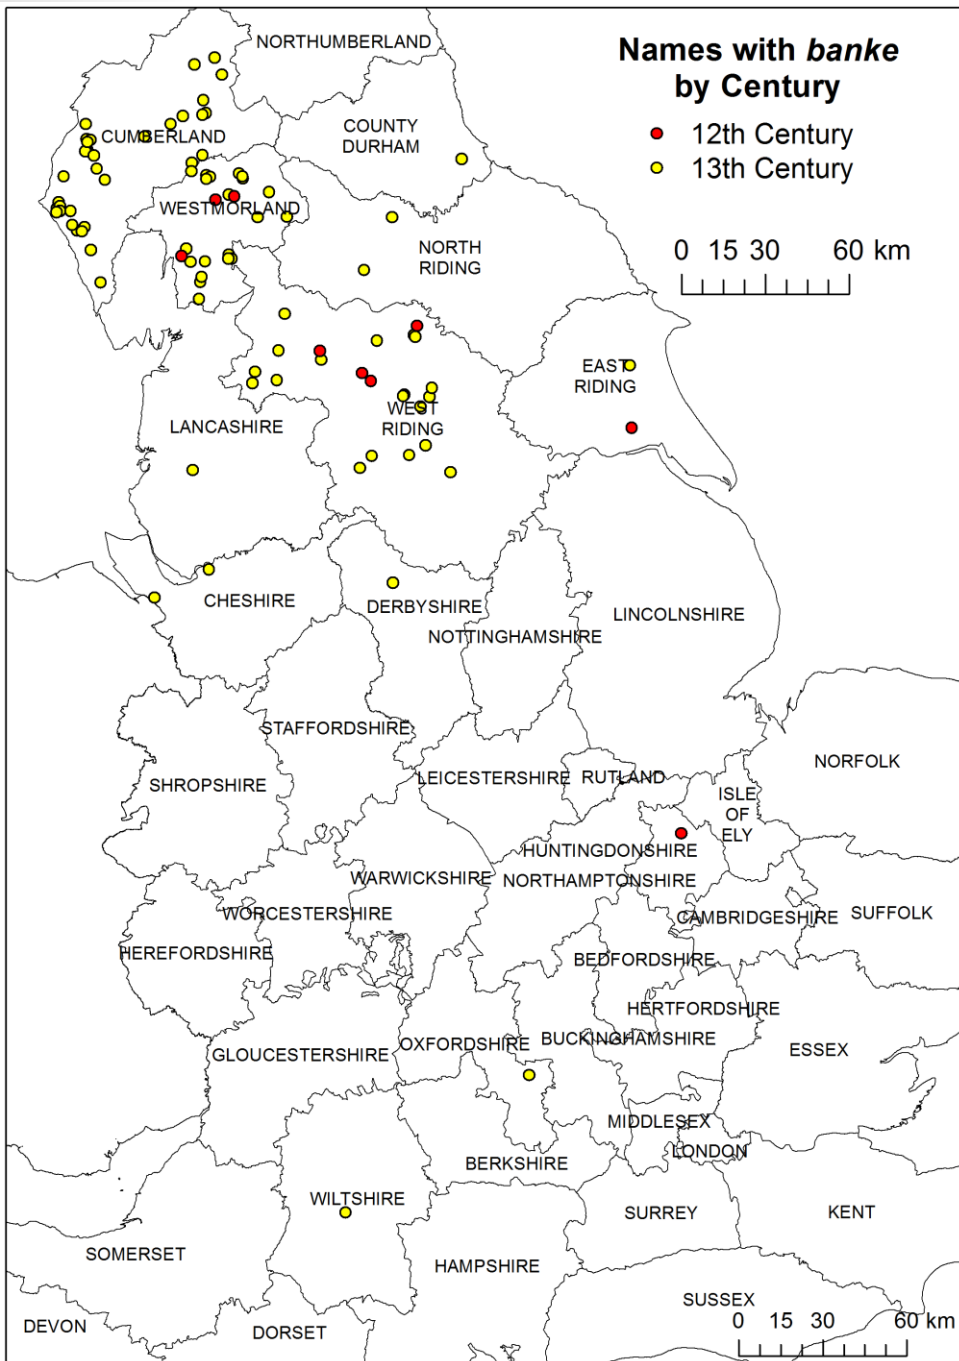 Names with banke
by Century
12th Century
13th Century
0 15 30 60 km
NORTHUMBERLAND
COUNTY
DURHAM
CUMBERLAND
WESTMORLAND
NORTH
RIDING
EAST
RIDING
WEST
RIDING
LANCASHIRE
CHESHIRE
DERBYSHIRE
NOTTINGHAMSHIRE
LINCOLNSHIRE
STAFFORDSHIRE
SHROPSHIRE
LEICESTERSHIRE
RUTLAND
NORFOLK
ISLE
OF
ELY
HUNTINGDONSHIRE
NORTHAMPTONSHIRE
WARWICKSHIRE
WORCESTERSHIRE
CAMBRIDGESHIRE
SUFFOLK
HEREFORDSHIRE
BEDFORDSHIRE
HERTFORDSHIRE
BUCKINGHAMSHIRE
OXFORDSHIRE
GLOUCESTERSHIRE
ESSEX
MIDDLESEX
LONDON
BERKSHIRE
WILTSHIRE
SURREY
KENT
SOMERSET
HAMPSHIRE
SUSSEX
DEVON
DORSET
0 15 30 60 km